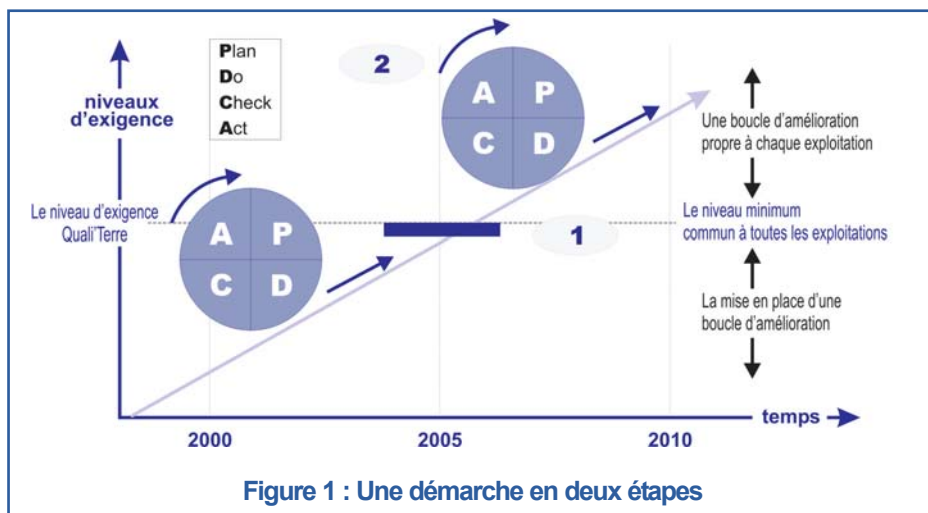 Plan
Do
Check
Act
niveaux
d'exigence
Le niveau d'exigence
Quali'Terre
A P
C D
2
A P
C D
1
Une boucle d'amélioration
propre à chaque exploitation
Le niveau minimum
commun à toutes les exploitations
La mise en place d'une
boucle d'amélioration
temps
2000 2005 2010
Figure 1 : Une démarche en deux étapes